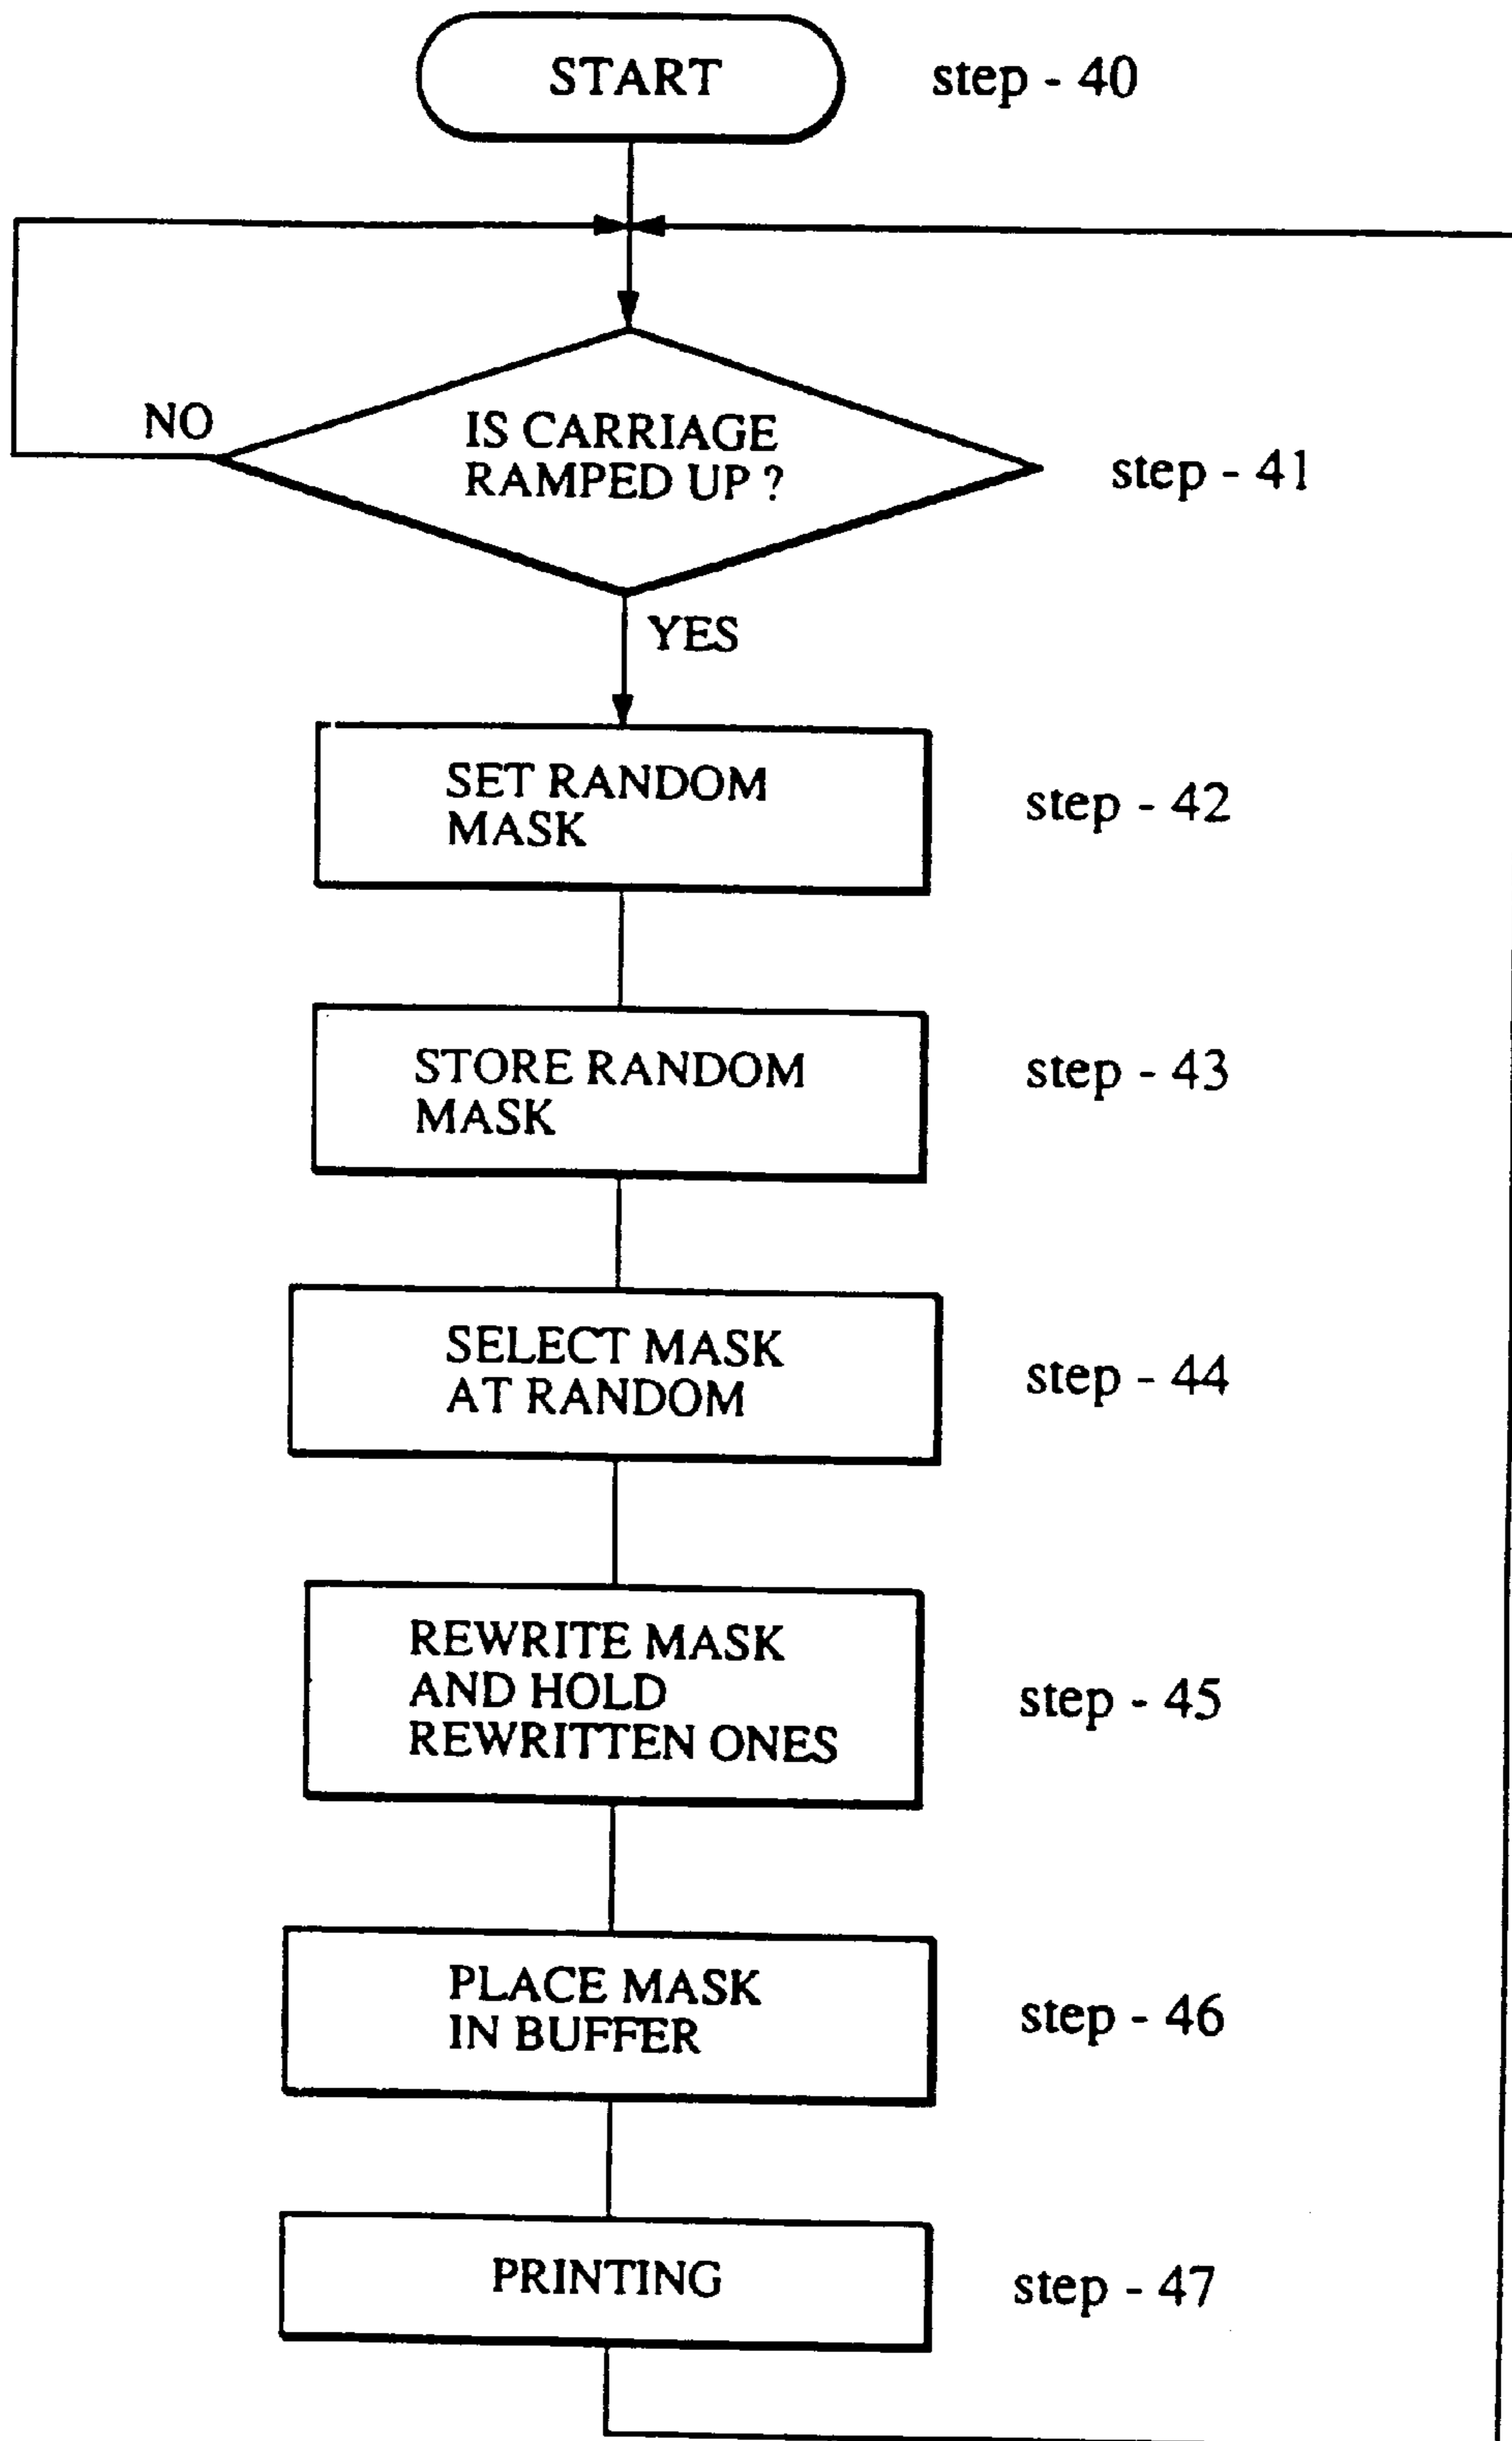 START
step - 40
NO
IS CARRIAGE
RAMPED UP ?
step - 41
YES
SET RANDOM
MASK
step - 42
STORE RANDOM
MASK
step - 43
SELECT MASK
AT RANDOM
step - 44
REWRITE MASK
AND HOLD
REWRITTEN ONES
step - 45
PLACE MASK
IN BUFFER
step - 46
PRINTING
step - 47